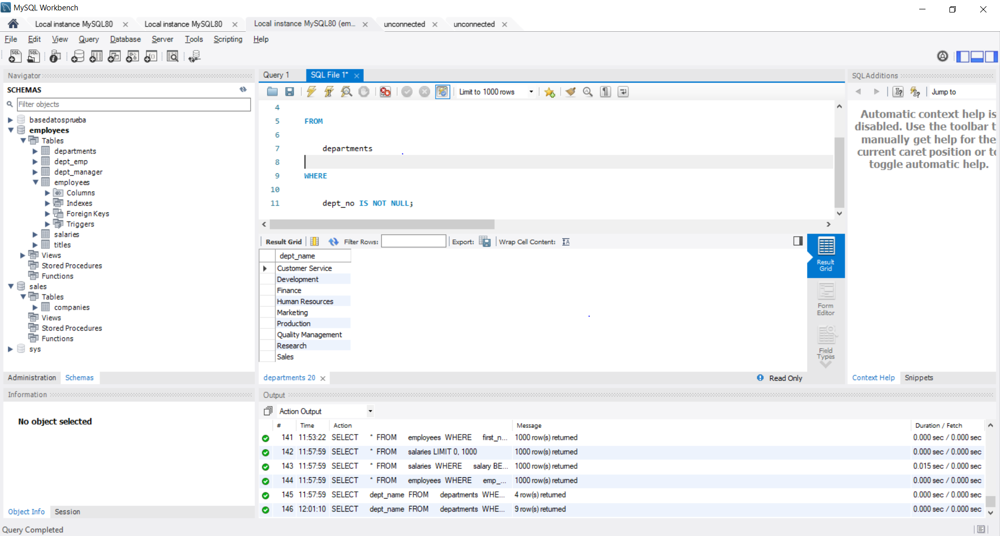 MySQL Workbench
Local instance MySQL80 Local instance MySQL80 Local instance MySQL80 (em... unconnected unconnected
File Edit View Query Database Server Tools Scripting Help
Navigator
SCHEMAS
Filter objects
basedatosprueba
employees
Tables
departments
dept_emp
dept_manager
employees
Columns
Indexes
Foreign Keys
Triggers
salaries
titles
Views
Stored Procedures
Functions
sales
Tables
companies
Views
Stored Procedures
Functions
sys
Administration Schemas
Information
No object selected
Object Info Session
Query Completed
Query 1 SQL File 1*
Limit to 1000 rows
4
5 FROM
6
7 departments
8
9 WHERE
10
11 dept_no IS NOT NULL;
Result Grid Filter Rows: Export: Wrap Cell Content:
dept_name
Customer Service
Development
Finance
Human Resources
Marketing
Production
Quality Management
Research
Sales
Result
Grid
Form
Editor
Field
Types
departments 20 Read Only
SQLAdditions
Jump to
Automatic context help is
disabled. Use the toolbar t
manually get help for the
current caret position or to
toggle automatic help.
Context Help Snippets
Output
Action Output
# Time Action Message Duration / Fetch
141 11:53:22 SELECT * FROM employees WHERE first_n... 1000 row(s) returned 0.000 sec / 0.000 sec
142 11:57:59 SELECT * FROM salaries LIMIT 0, 1000 1000 row(s) returned 0.000 sec / 0.000 sec
143 11:57:59 SELECT * FROM salaries WHERE salary BE... 1000 row(s) returned 0.015 sec / 0.000 sec
144 11:57:59 SELECT * FROM employees WHERE emp_... 1000 row(s) returned 0.000 sec / 0.000 sec
145 11:57:59 SELECT dept_name FROM departments WHE... 4 row(s) returned 0.000 sec / 0.000 sec
146 12:01:10 SELECT dept_name FROM departments WHE... 9 row(s) returned 0.000 sec / 0.000 sec